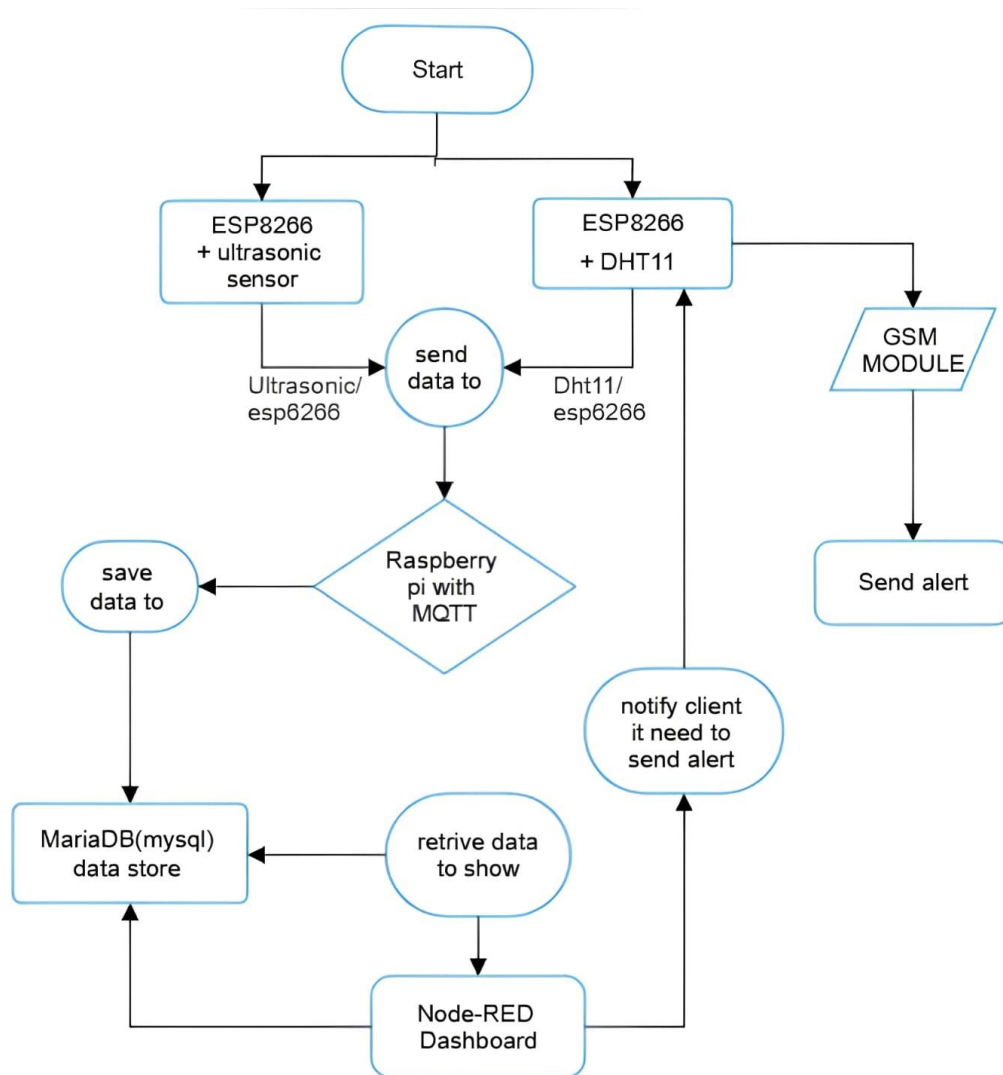 Start
ESP8266
+ ultrasonic
sensor
ESP8266
+ DHT11
GSM
MODULE
send
data to
Ultrasonic/
esp6266
Dht11/
esp6266
Raspberry
pi with
MQTT
save
data to
Send alert
notify client
it need to
send alert
MariaDB(mysql)
data store
retrive data
to show
Node-RED
Dashboard